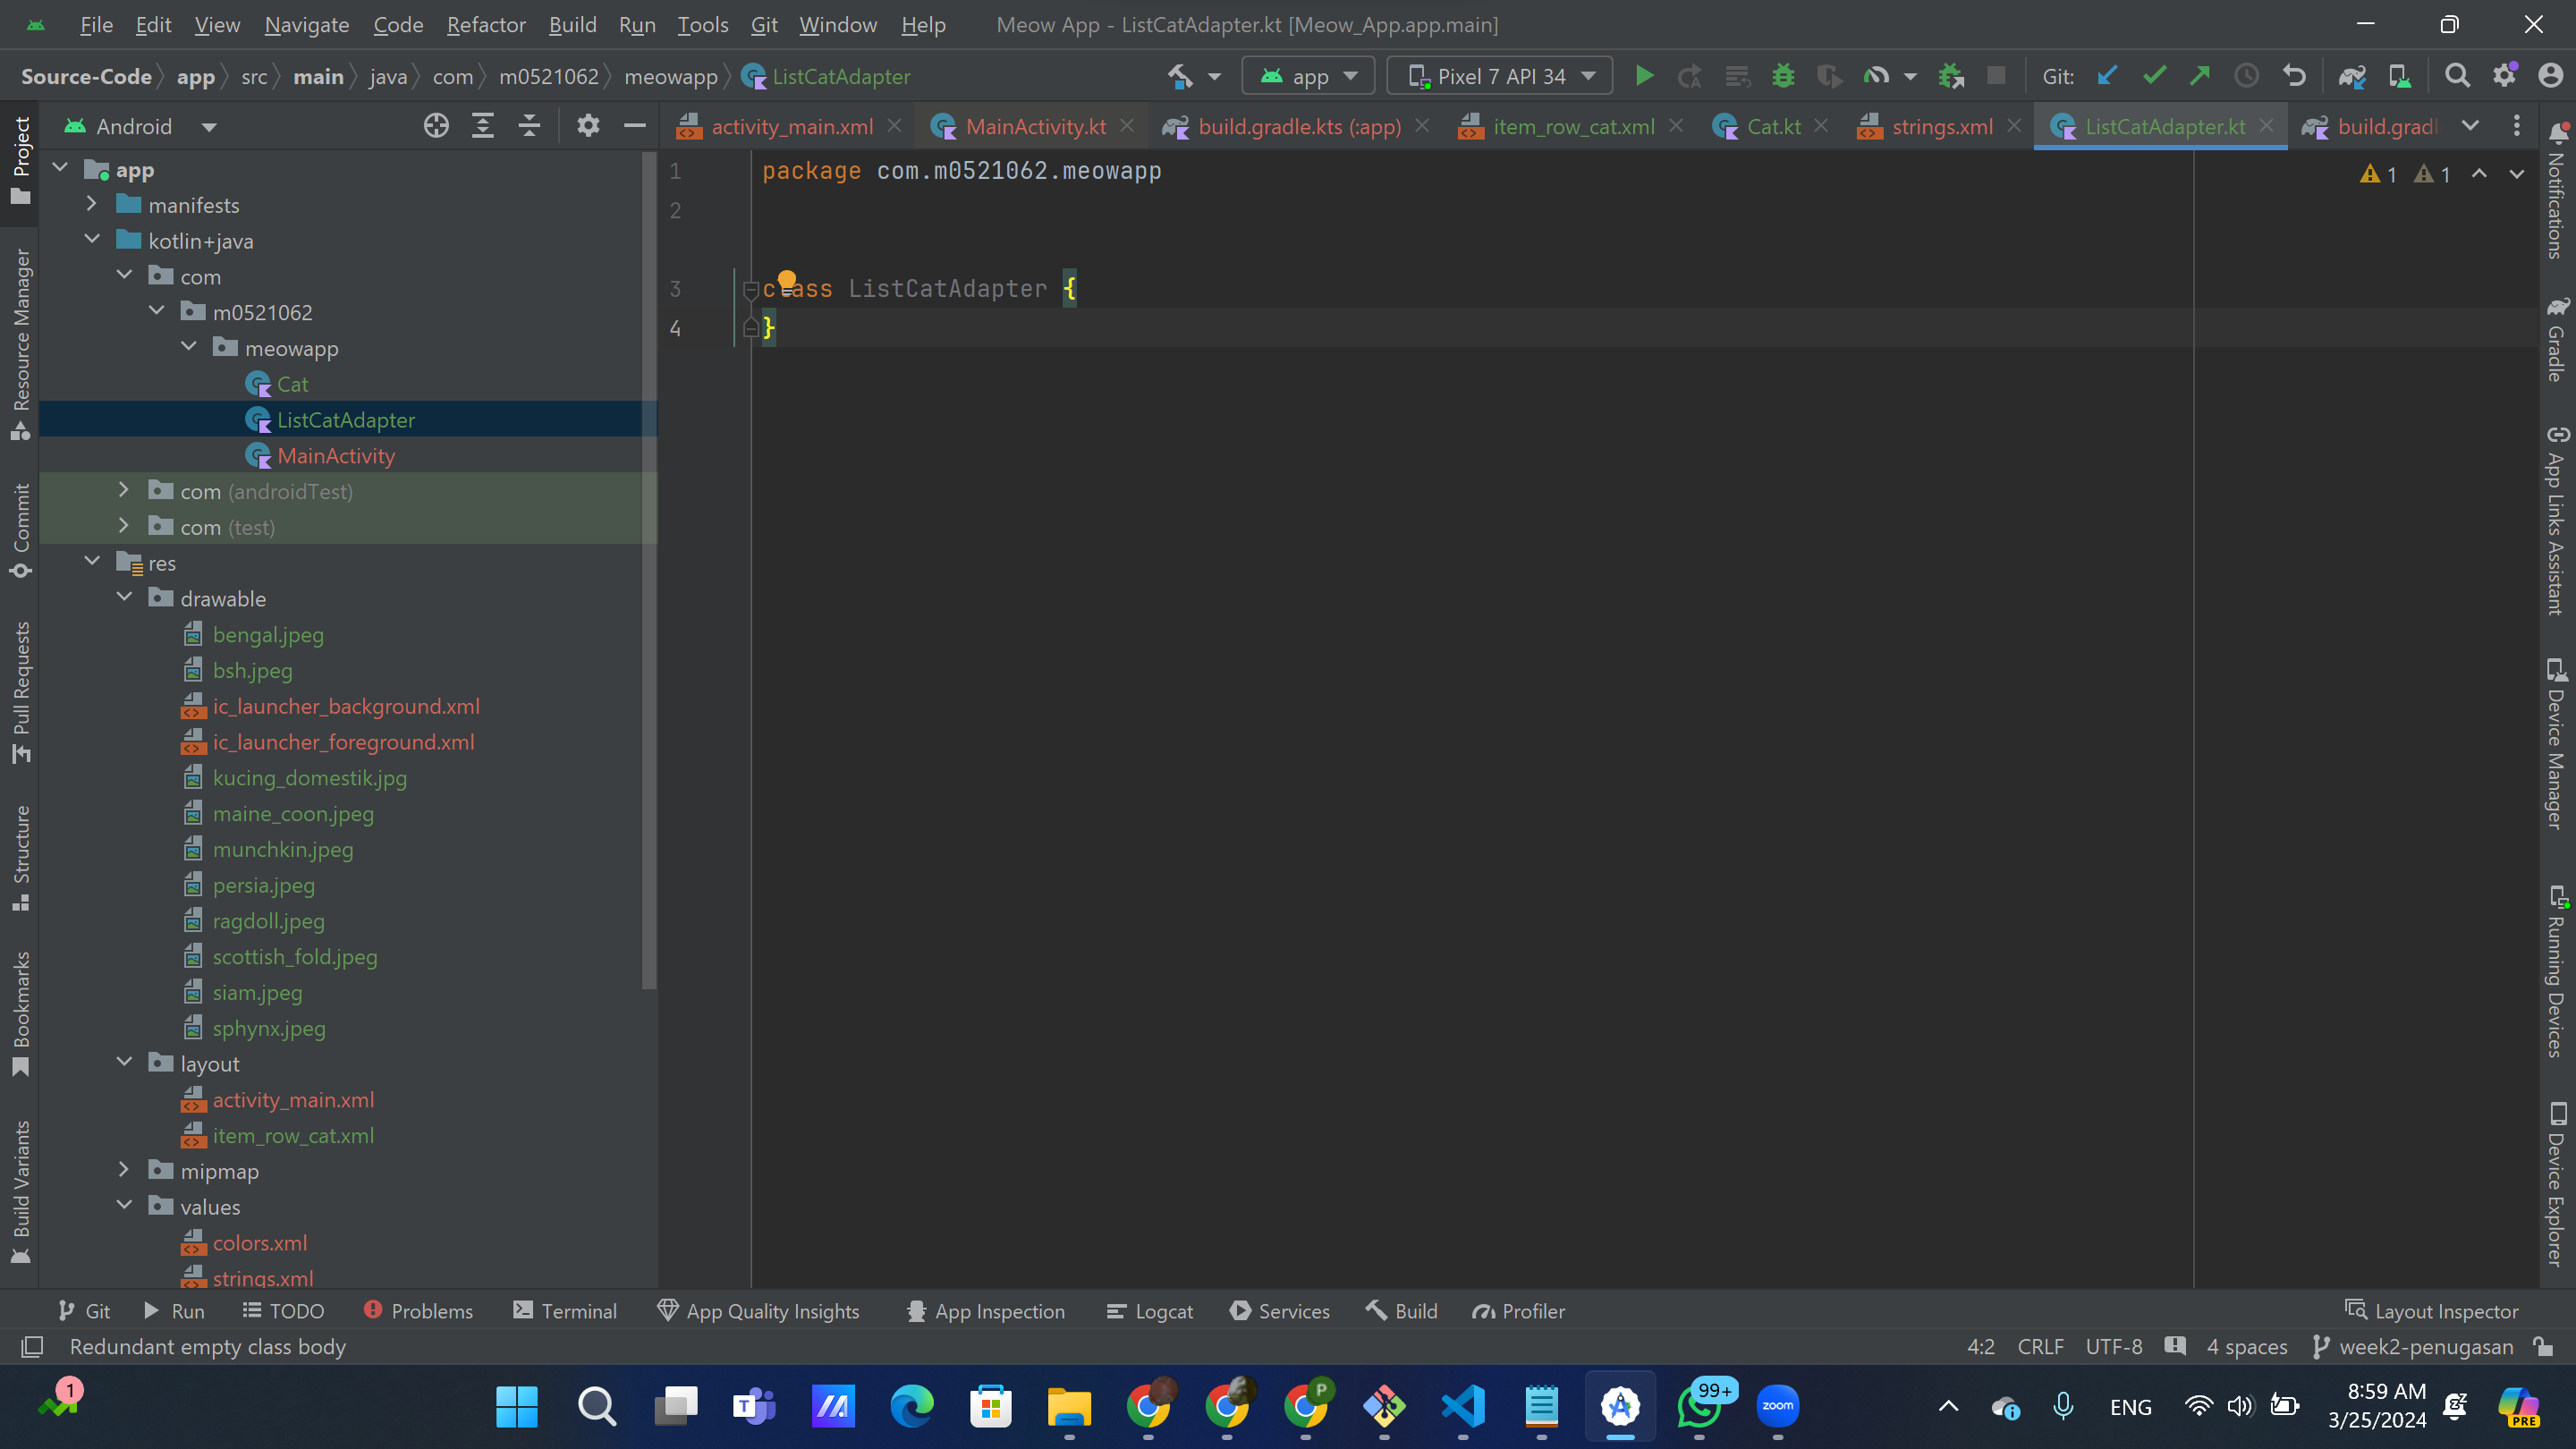 File Edit View Navigate Code Refactor Build Run Tools Git Window Help Meow App - ListCatAdapter.kt [Meow_App.app.main]
Source-Code app src main java com m0521062 meowapp ListCatAdapter app Pixel 7 API 34 Git:
Android
activity_main.xml MainActivity.kt build.gradle.kts (:app) item_row_cat.xml Cat.kt strings.xml ListCatAdapter.kt build.gradl
Project
Resource Manager
Commit
Pull Requests
Structure
Bookmarks
Build Variants
app
manifests
kotlin+java
com
m0521062
meowapp
Cat
ListCatAdapter
MainActivity
com (androidTest)
com (test)
res
drawable
bengal.jpeg
bsh.jpeg
ic_launcher_background.xml
ic_launcher_foreground.xml
kucing_domestik.jpg
maine_coon.jpeg
munchkin.jpeg
persia.jpeg
ragdoll.jpeg
scottish_fold.jpeg
siam.jpeg
sphynx.jpeg
layout
activity_main.xml
item_row_cat.xml
mipmap
values
colors.xml
strings.xml
1 package com.m0521062.meowapp
2
3 class ListCatAdapter {
4 }
1 1
Notifications
Gradle
App Links Assistant
Device Manager
Running Devices
Device Explorer
Git Run TODO Problems Terminal App Quality Insights App Inspection Logcat Services Build Profiler Layout Inspector
Redundant empty class body 4:2 CRLF UTF-8 4 spaces week2-penugasan
1 T P 99+ zoom ENG 8:59 AM
3/25/2024 PRE